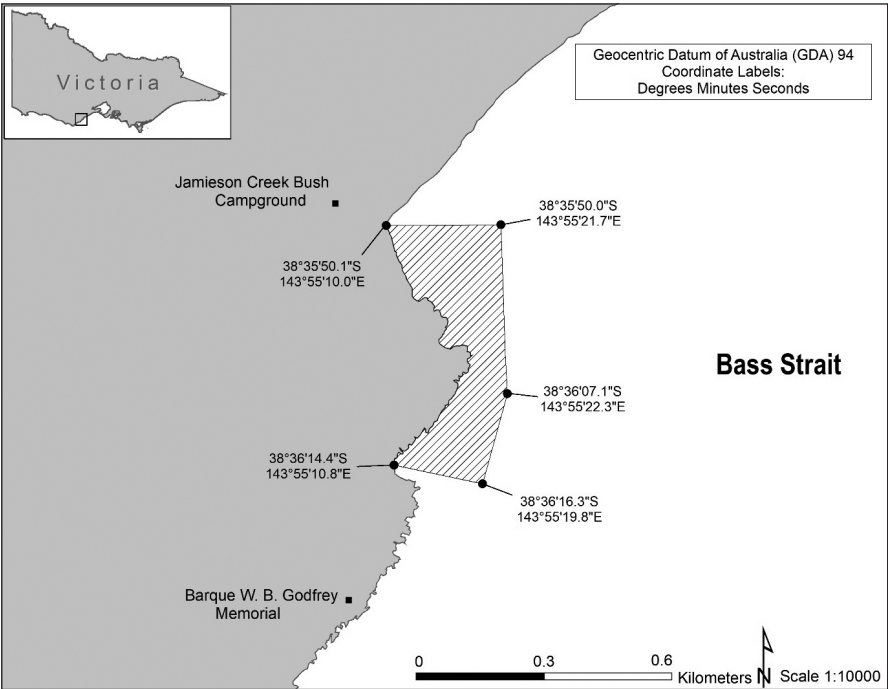 Victoria
Geocentric Datum of Australia (GDA) 94
Coordinate Labels:
Degrees Minutes Seconds
Jamieson Creek Bush
Campground
38°35'50.0"S
143°55'21.7"E
38°35'50.1"S
143°55'10.0"E
Bass Strait
38°36'07.1"S
143°55'22.3"E
38°36'14.4"S
143°55'10.8"E
38°36'16.3"S
143°55'19.8"E
Barque W. B. Godfrey
Memorial
0 0.3 0.6
Kilometers N Scale 1:10000